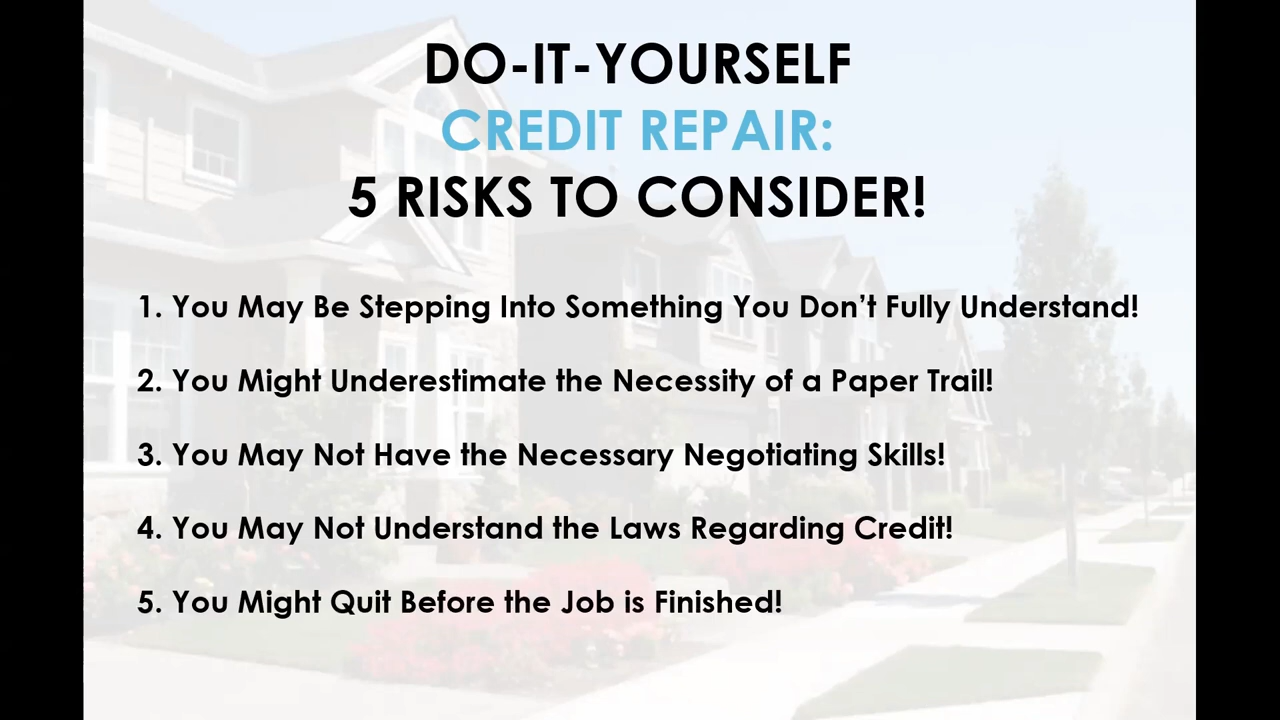 DO-IT-YOURSELF
CREDIT REPAIR:
5 RISKS TO CONSIDER!
1. You May Be Stepping Into Something You Don’t Fully Understand!
2. You Might Underestimate the Necessity of a Paper Trail!
3. You May Not Have the Necessary Negotiating Skills!
4. You May Not Understand the Laws Regarding Credit!
5. You Might Quit Before the Job is Finished!